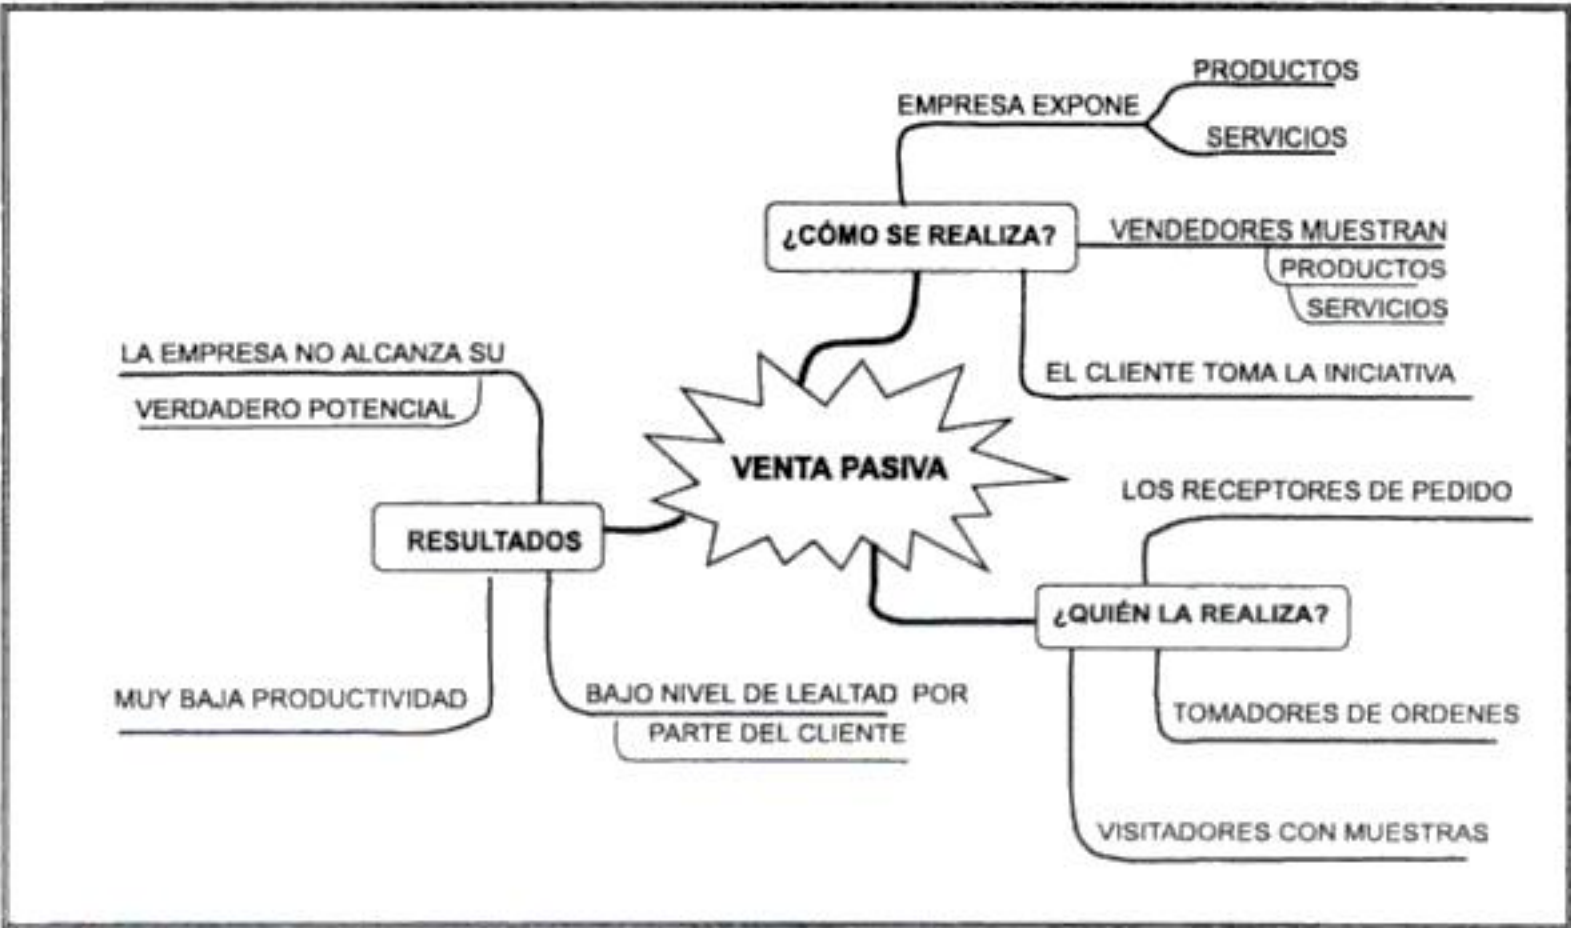 PRODUCTOS
EMPRESA EXPONE
SERVICIOS
¿CÓMO SE REALIZA?
VENDEDORES MUESTRAN
PRODUCTOS
SERVICIOS
EL CLIENTE TOMA LA INICIATIVA
LA EMPRESA NO ALCANZA SU
VERDADERO POTENCIAL
VENTA PASIVA
RESULTADOS
MUY BAJA PRODUCTIVIDAD
BAJO NIVEL DE LEALTAD POR
PARTE DEL CLIENTE
LOS RECEPTORES DE PEDIDO
¿QUIÉN LA REALIZA?
TOMADORES DE ORDENES
VISITADORES CON MUESTRAS